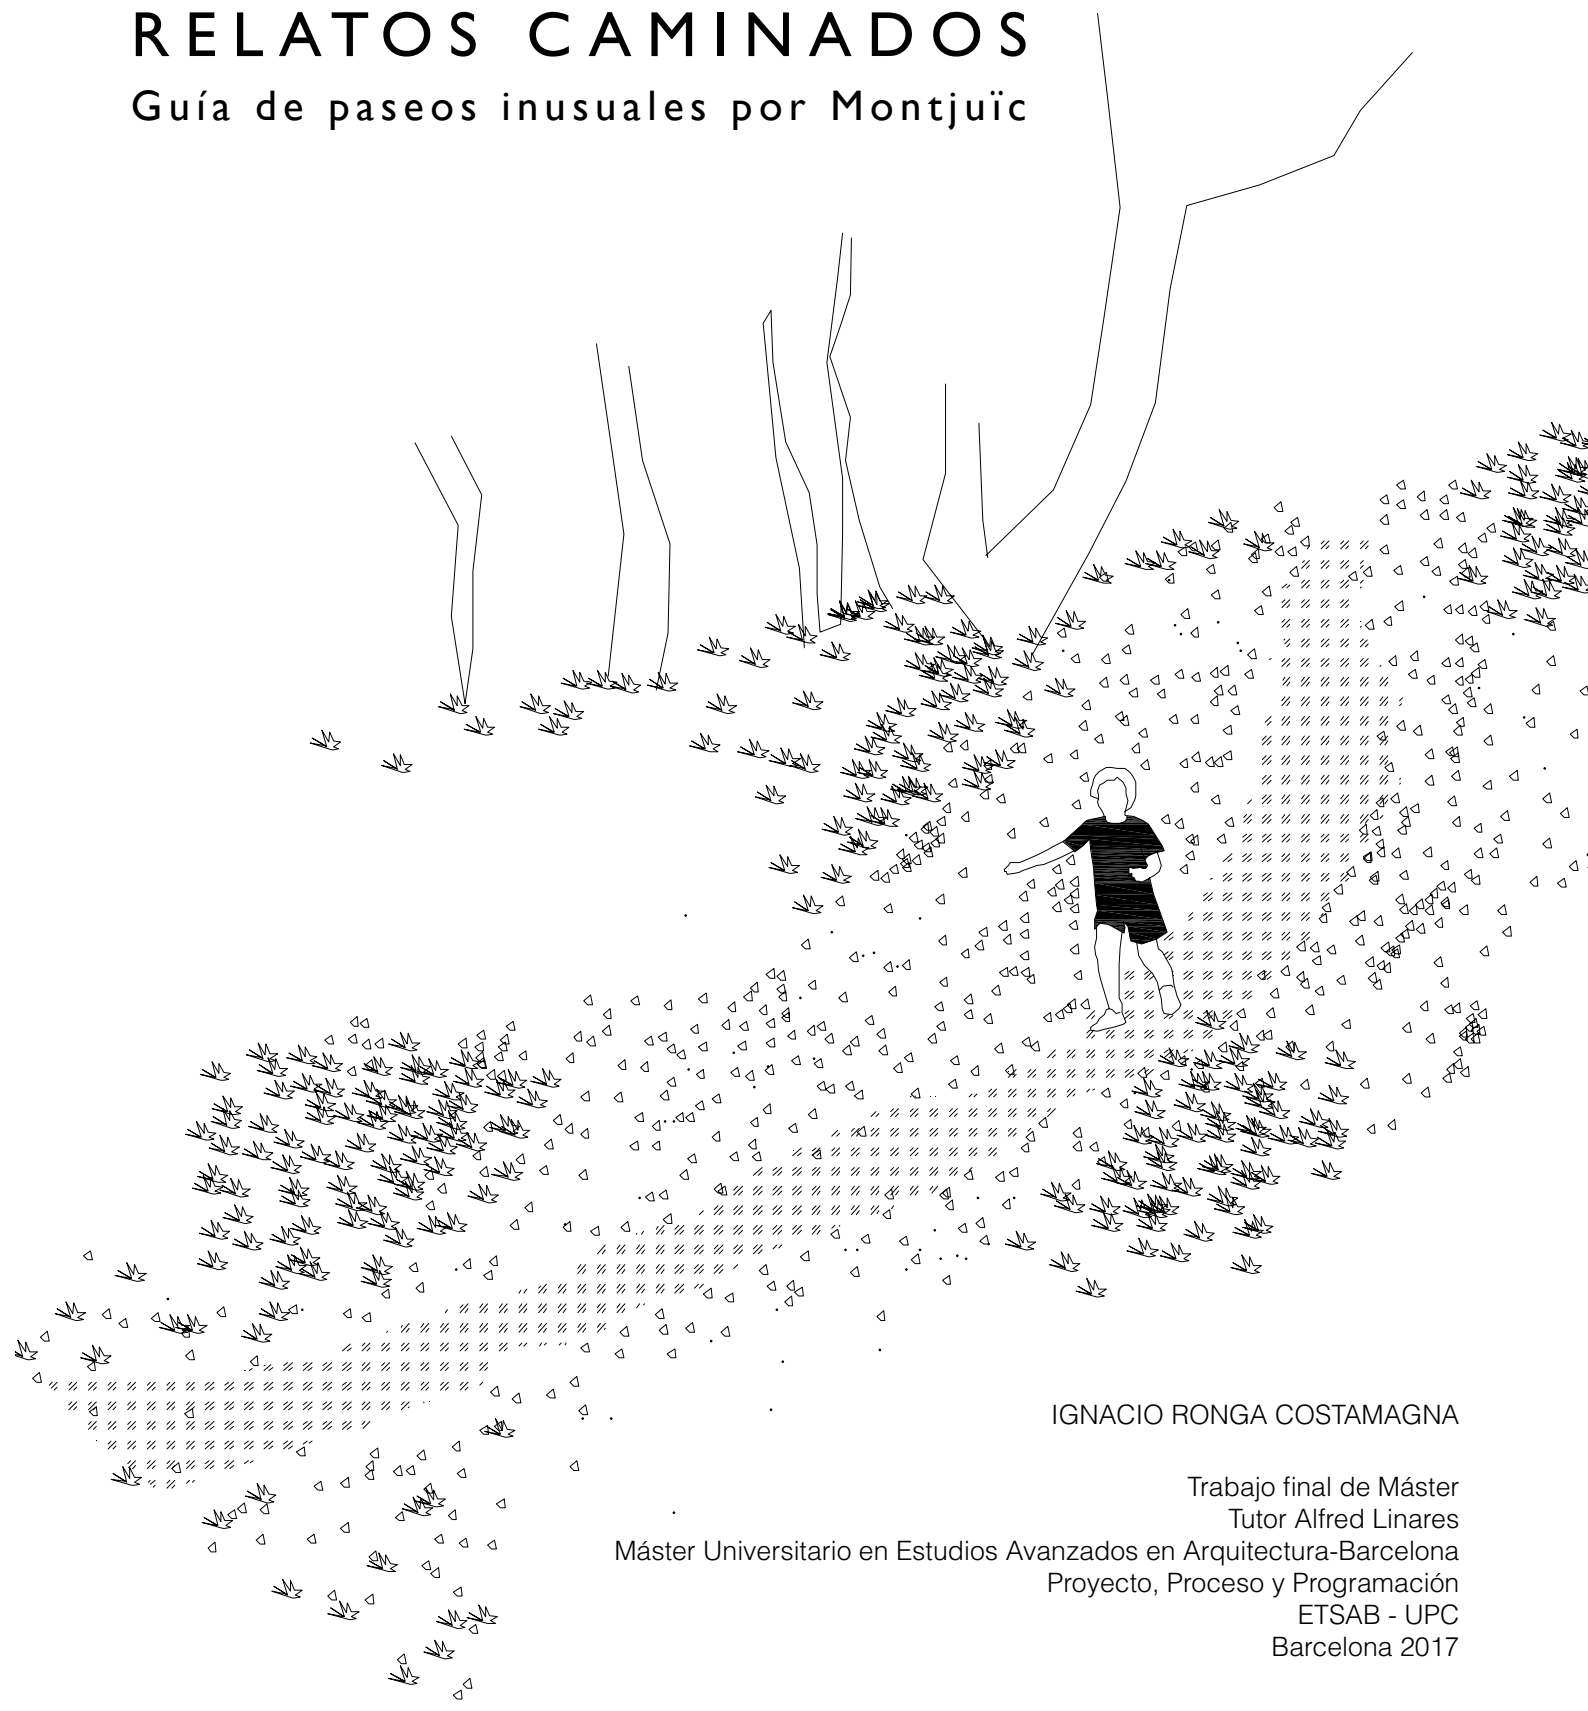 RELATOS CAMINADOS
Guía de paseos inusuales por Montjuïc
IGNACIO RONGA COSTAMAGNA
Trabajo final de Máster
Tutor Alfred Linares
Máster Universitario en Estudios Avanzados en Arquitectura-Barcelona
Proyecto, Proceso y Programación
ETSAB - UPC
Barcelona 2017